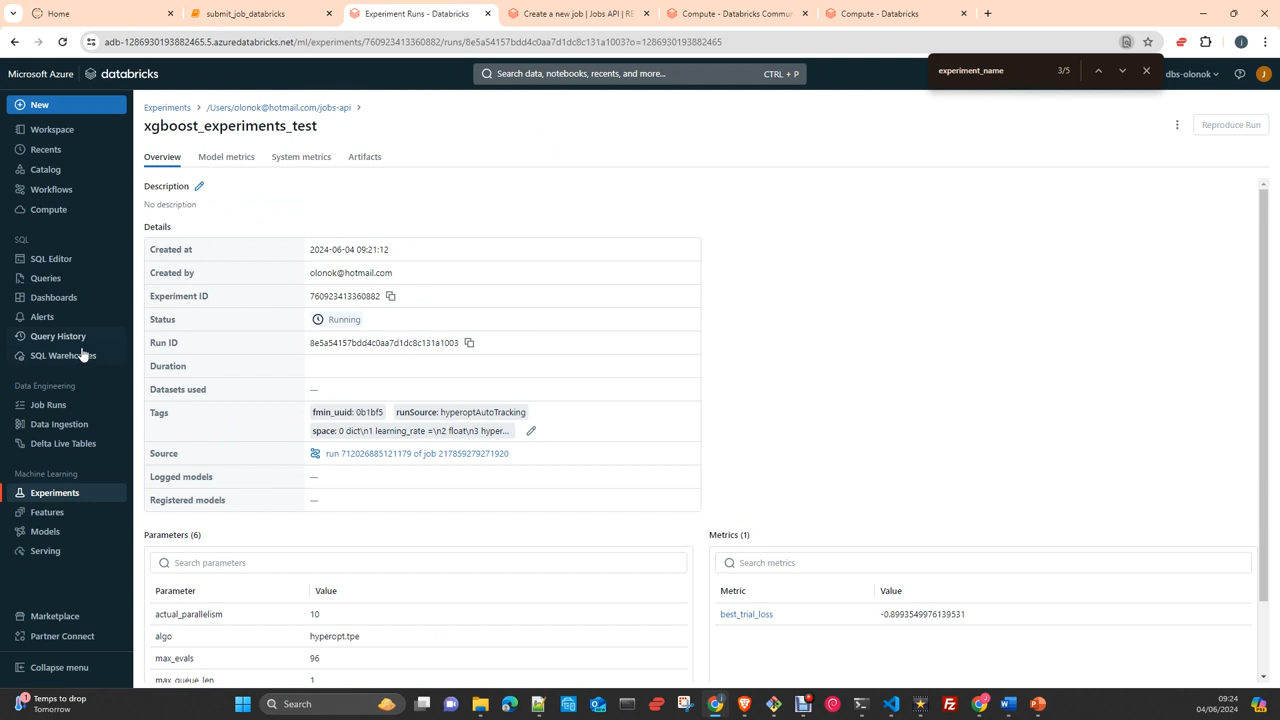 Home
submit_job_databricks
Experiment Runs - Databricks
Create a new job | Jobs API | RE
Compute - Databricks Commun
Compute - Databricks
adb-1286930193882465.5.azuredatabricks.net/ml/experiments/760923413360882/runs/8e5a54157bdd4c0aa7d1dc8c131a1003?o=1286930193882465
Microsoft Azure databricks
Search data, notebooks, recents, and more... CTRL + P
experiment_name 3/5
dbs-olonok
J
New
Workspace
Recents
Catalog
Workflows
Compute
SQL
SQL Editor
Queries
Dashboards
Alerts
Query History
SQL Warehouses
Data Engineering
Job Runs
Data Ingestion
Delta Live Tables
Machine Learning
Experiments
Features
Models
Serving
Marketplace
Partner Connect
Collapse menu
Experiments > /Users/olonok@hotmail.com/jobs-api >
xgboost_experiments_test
Reproduce Run
Overview Model metrics System metrics Artifacts
Description
No description
Details
Created at 2024-06-04 09:21:12
Created by olonok@hotmail.com
Experiment ID 760923413360882
Status Running
Run ID 8e5a54157bdd4c0aa7d1dc8c131a1003
Duration
Datasets used —
Tags fmin_uuid: 0b1bf5 runSource: hyperoptAutoTracking
space: 0 dict\n1 learning_rate =\n2 float\n3 hyper...
Source run 712026885121179 of job 217859279271920
Logged models —
Registered models —
Parameters (6)
Search parameters
Parameter Value
actual_parallelism 10
algo hyperopt.tpe
max_evals 96
max_queue_len 1
Metrics (1)
Search metrics
Metric Value
best_trial_loss -0.8993549976139531
Temps to drop
Tomorrow
Search
09:24
04/06/2024